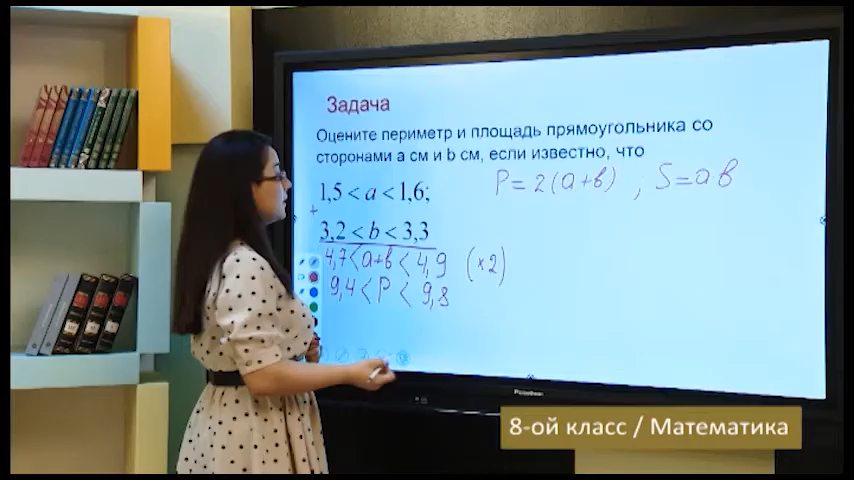 Задача
Оцените периметр и площадь прямоугольника со
сторонами a см и b см, если известно, что
1,5 < a < 1,6;
P = 2(a+b) , S = ab
+
3,2 < b < 3,3
4,7 < a+b < 4,9 (×2)
9,4 < P < 9,8
8-ой класс / Математика